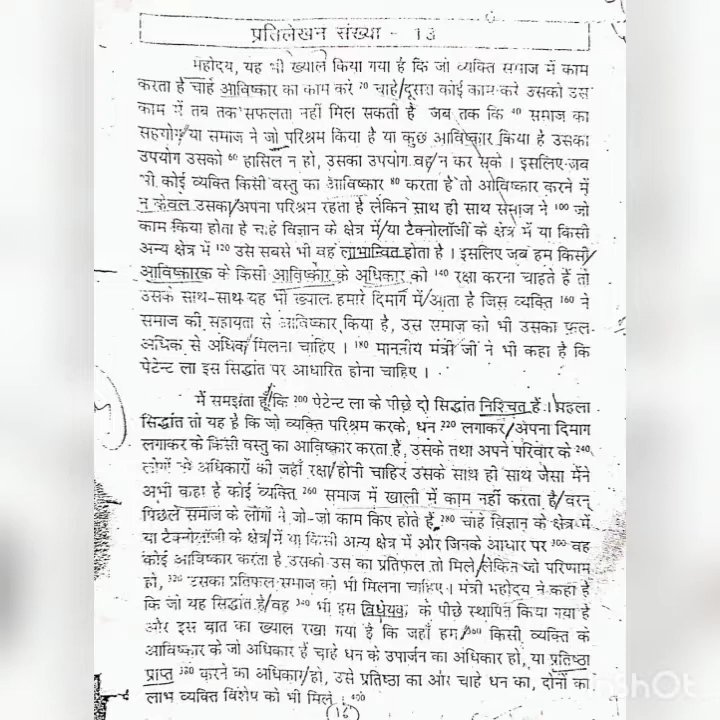 प्रतिलेखन संख्या - 13
महोदय, यह भी ख्याल किया गया है कि जो व्यक्ति समाज में काम
करता है चाहे आविष्कार का काम करे 20 चाहे/दूसरा कोई काम करे उसको उस
काम में तब तक सफलता नहीं मिल सकती है जब तक कि 40 समाज का
सहयोग/या समाज ने जो परिश्रम किया है या कुछ आविष्कार किया है उसका
उपयोग उसको 60 हासिल न हो, उसका उपयोग वह/न कर सके । इसलिए जब
भी कोई व्यक्ति किसी वस्तु का आविष्कार 80 करता है तो आविष्कार करने में
न केवल उसका/अपना परिश्रम रहता है लेकिन साथ ही साथ समाज ने 100 जो
काम किया होता है चाहे विज्ञान के क्षेत्र में/या टैक्नोलॉजी के क्षेत्र में या किसी
अन्य क्षेत्र में 120 उसे सबसे भी वह लाभान्वित होता है । इसलिए जब हम किसी/
आविष्कारक के किसी आविष्कार के अधिकार को 140 रक्षा करना चाहते हैं तो
उसके साथ-साथ यह भी ख्याल हमारे दिमाग में/आता है जिस व्यक्ति 160 ने
समाज की सहायता से आविष्कार किया है, उस समाज को भी उसका फल
अधिक से अधिक/मिलना चाहिए । 180 माननीय मंत्री जी ने भी कहा है कि
पेटेन्ट ला इस सिद्धांत पर आधारित होना चाहिए ।
मैं समझता हूँ/कि 200 पेटेन्ट ला के पीछे दो सिद्धांत निश्चित हैं । पहला
सिद्धांत तो यह है कि जो व्यक्ति परिश्रम करके, धन 220 लगाकर/अपना दिमाग
लगाकर के किसी वस्तु का आविष्कार करता है, उसके तथा अपने परिवार के 240
लोगों के अधिकारों की जहाँ रक्षा/होनी चाहिए उसके साथ ही साथ जैसा मैंने
अभी कहा है कोई व्यक्ति 260 समाज में खाली में काम नहीं करता है/वरन्
पिछले समाज के लोगों ने जो-जो काम किए होते हैं, 280 चाहे विज्ञान के क्षेत्र में
या टैक्नोलॉजी के क्षेत्र/में या किसी अन्य क्षेत्र में और जिनके आधार पर 300 वह
कोई आविष्कार करता है उसको उस का प्रतिफल तो मिले/लेकिन जो परिणाम
हो, 320 उसका प्रतिफल समाज को भी मिलना चाहिए । मंत्री महोदय ने कहा है
कि जो यह सिद्धांत है/वह 340 भी इस विधेयक के पीछे स्थापित किया गया है
और इस बात का ख्याल रखा गया है कि जहाँ हम/360 किसी व्यक्ति के
आविष्कार के जो अधिकार हैं चाहे धन के उपार्जन का अधिकार हो, या प्रतिष्ठा
प्राप्त 380 करने का अधिकार/हो, उसे प्रतिष्ठा का और चाहे धन का, दोनों का
लाभ व्यक्ति विशेष को भी मिले । 400
16